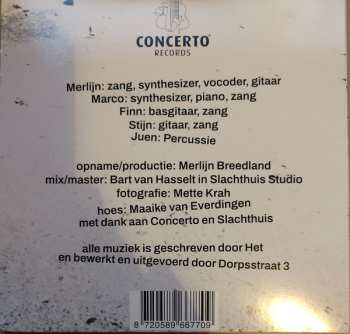 CONCERTO
RECORDS
Merlijn: zang, synthesizer, vocoder, gitaar
Marco: synthesizer, piano, zang
Finn: basgitaar, zang
Stijn: gitaar, zang
Juen: Percussie
opname/productie: Merlijn Breedland
mix/master: Bart van Hasselt in Slachthuis Studio
fotografie: Mette Krah
hoes: Maaike van Everdingen
met dank aan Concerto en Slachthuis
alle muziek is geschreven door Het
en bewerkt en uitgevoerd door Dorpsstraat 3
8 720589 687709